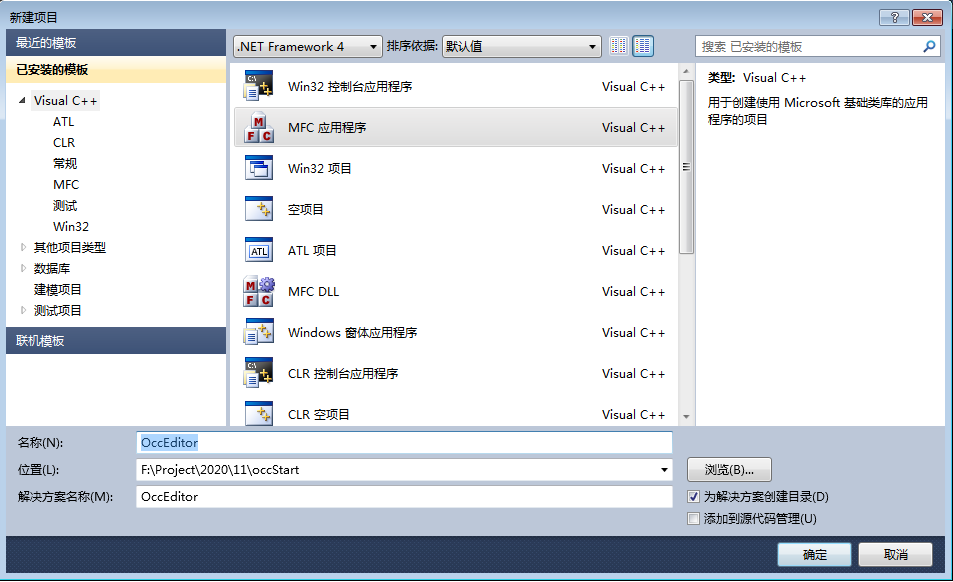 新建项目
最近的模板
已安装的模板
Visual C++
ATL
CLR
常规
MFC
测试
Win32
其他项目类型
数据库
建模项目
测试项目
联机模板
.NET Framework 4 排序依据: 默认值
Win32 控制台应用程序 Visual C++
MFC 应用程序 Visual C++
Win32 项目 Visual C++
空项目 Visual C++
ATL 项目 Visual C++
MFC DLL Visual C++
Windows 窗体应用程序 Visual C++
CLR 控制台应用程序 Visual C++
CLR 空项目 Visual C++
搜索 已安装的模板
类型: Visual C++
用于创建使用 Microsoft 基础类库的应用
程序的项目
名称(N): OccEditor
位置(L): F:\Project\2020\11\occStart 浏览(B)...
解决方案名称(M): OccEditor 为解决方案创建目录(D)
添加到源代码管理(U)
确定 取消